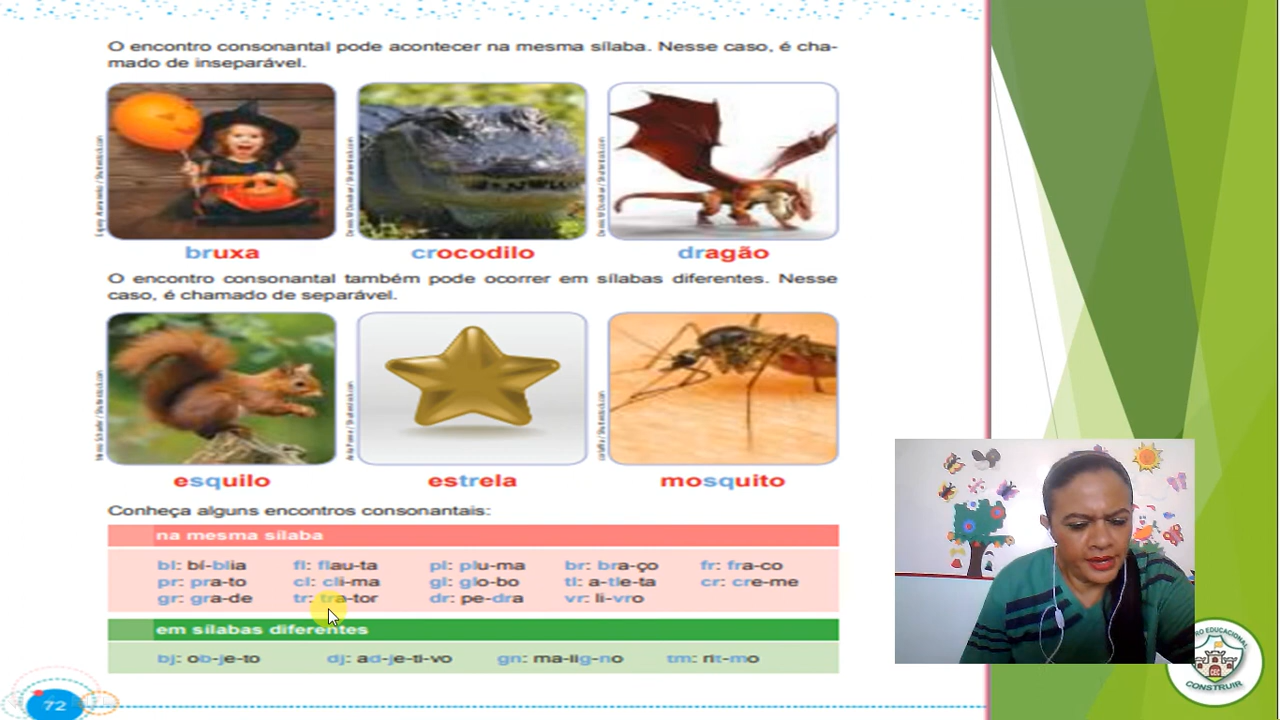 O encontro consonantal pode acontecer na mesma sílaba. Nesse caso, é cha-
mado de inseparável.
bruxa crocodilo dragão
O encontro consonantal também pode ocorrer em sílabas diferentes. Nesse
caso, é chamado de separável.
esquilo estrela mosquito
Conheça alguns encontros consonantais:
na mesma sílaba
bl: bí-blia fl: flau-ta pl: plu-ma br: bra-ço fr: fra-co
pr: pra-to cl: cli-ma gl: glo-bo tl: a-tle-ta cr: cre-me
gr: gra-de tr: tra-tor dr: pe-dra vr: li-vro
em sílabas diferentes
bj: ob-je-to dj: ad-je-ti-vo gn: ma-lig-no tm: rit-mo
72
EDUCACIONAL
CEC
CONSTRUIR